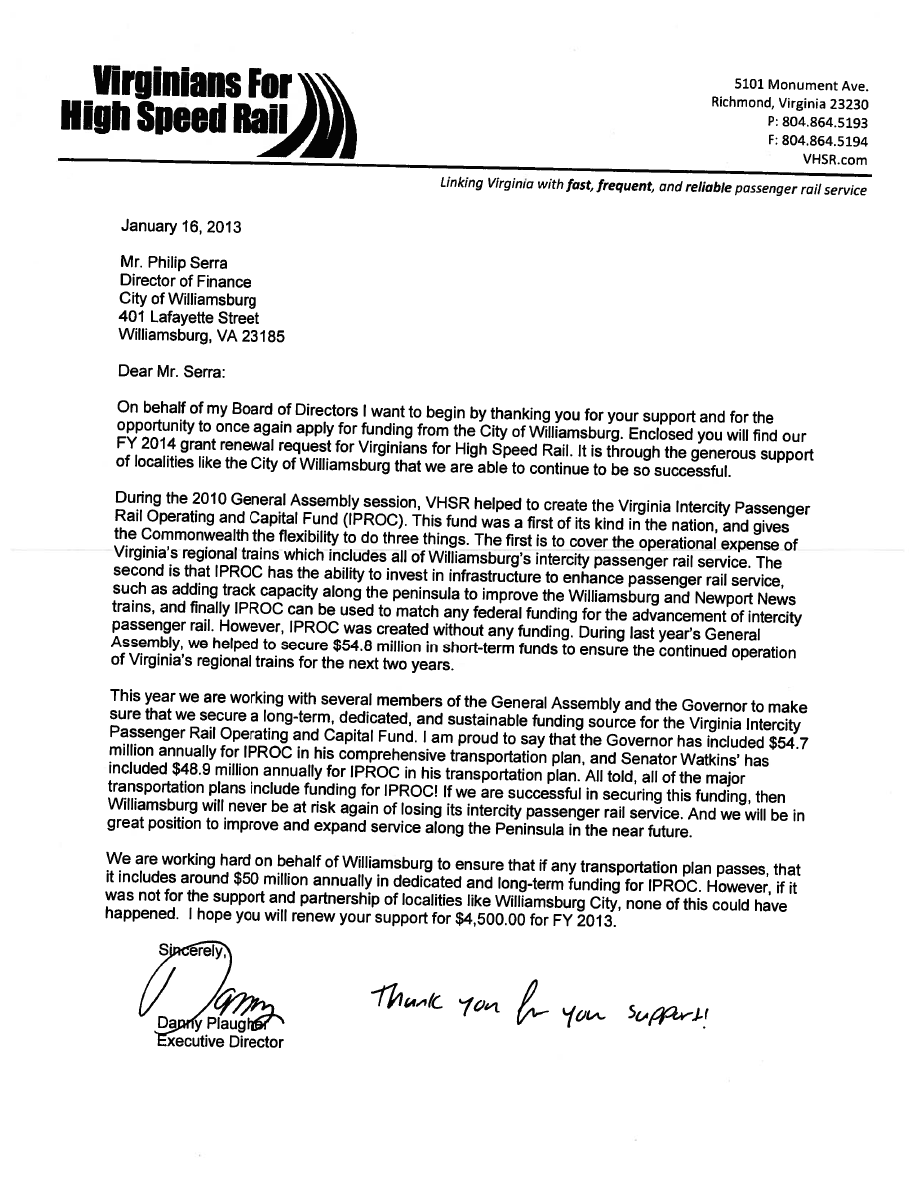 Virginians For
High Speed Rail
5101 Monument Ave.
Richmond, Virginia 23230
P: 804.864.5193
F: 804.864.5194
VHSR.com
Linking Virginia with fast, frequent, and reliable passenger rail service
January 16, 2013
Mr. Philip Serra
Director of Finance
City of Williamsburg
401 Lafayette Street
Williamsburg, VA 23185
Dear Mr. Serra:
On behalf of my Board of Directors I want to begin by thanking you for your support and for the
opportunity to once again apply for funding from the City of Williamsburg. Enclosed you will find our
FY 2014 grant renewal request for Virginians for High Speed Rail. It is through the generous support
of localities like the City of Williamsburg that we are able to continue to be so successful.
During the 2010 General Assembly session, VHSR helped to create the Virginia Intercity Passenger
Rail Operating and Capital Fund (IPROC). This fund was a first of its kind in the nation, and gives
the Commonwealth the flexibility to do three things. The first is to cover the operational expense of
Virginia's regional trains which includes all of Williamsburg's intercity passenger rail service. The
second is that IPROC has the ability to invest in infrastructure to enhance passenger rail service,
such as adding track capacity along the peninsula to improve the Williamsburg and Newport News
trains, and finally IPROC can be used to match any federal funding for the advancement of intercity
passenger rail. However, IPROC was created without any funding. During last year's General
Assembly, we helped to secure $54.8 million in short-term funds to ensure the continued operation
of Virginia's regional trains for the next two years.
This year we are working with several members of the General Assembly and the Governor to make
sure that we secure a long-term, dedicated, and sustainable funding source for the Virginia Intercity
Passenger Rail Operating and Capital Fund. I am proud to say that the Governor has included $54.7
million annually for IPROC in his comprehensive transportation plan, and Senator Watkins' has
included $48.9 million annually for IPROC in his transportation plan. All told, all of the major
transportation plans include funding for IPROC! If we are successful in securing this funding, then
Williamsburg will never be at risk again of losing its intercity passenger rail service. And we will be in
great position to improve and expand service along the Peninsula in the near future.
We are working hard on behalf of Williamsburg to ensure that if any transportation plan passes, that
it includes around $50 million annually in dedicated and long-term funding for IPROC. However, if it
was not for the support and partnership of localities like Williamsburg City, none of this could have
happened. I hope you will renew your support for $4,500.00 for FY 2013.
Sincerely,
Danny
Thank you for your support!
Danny Plaugher
Executive Director